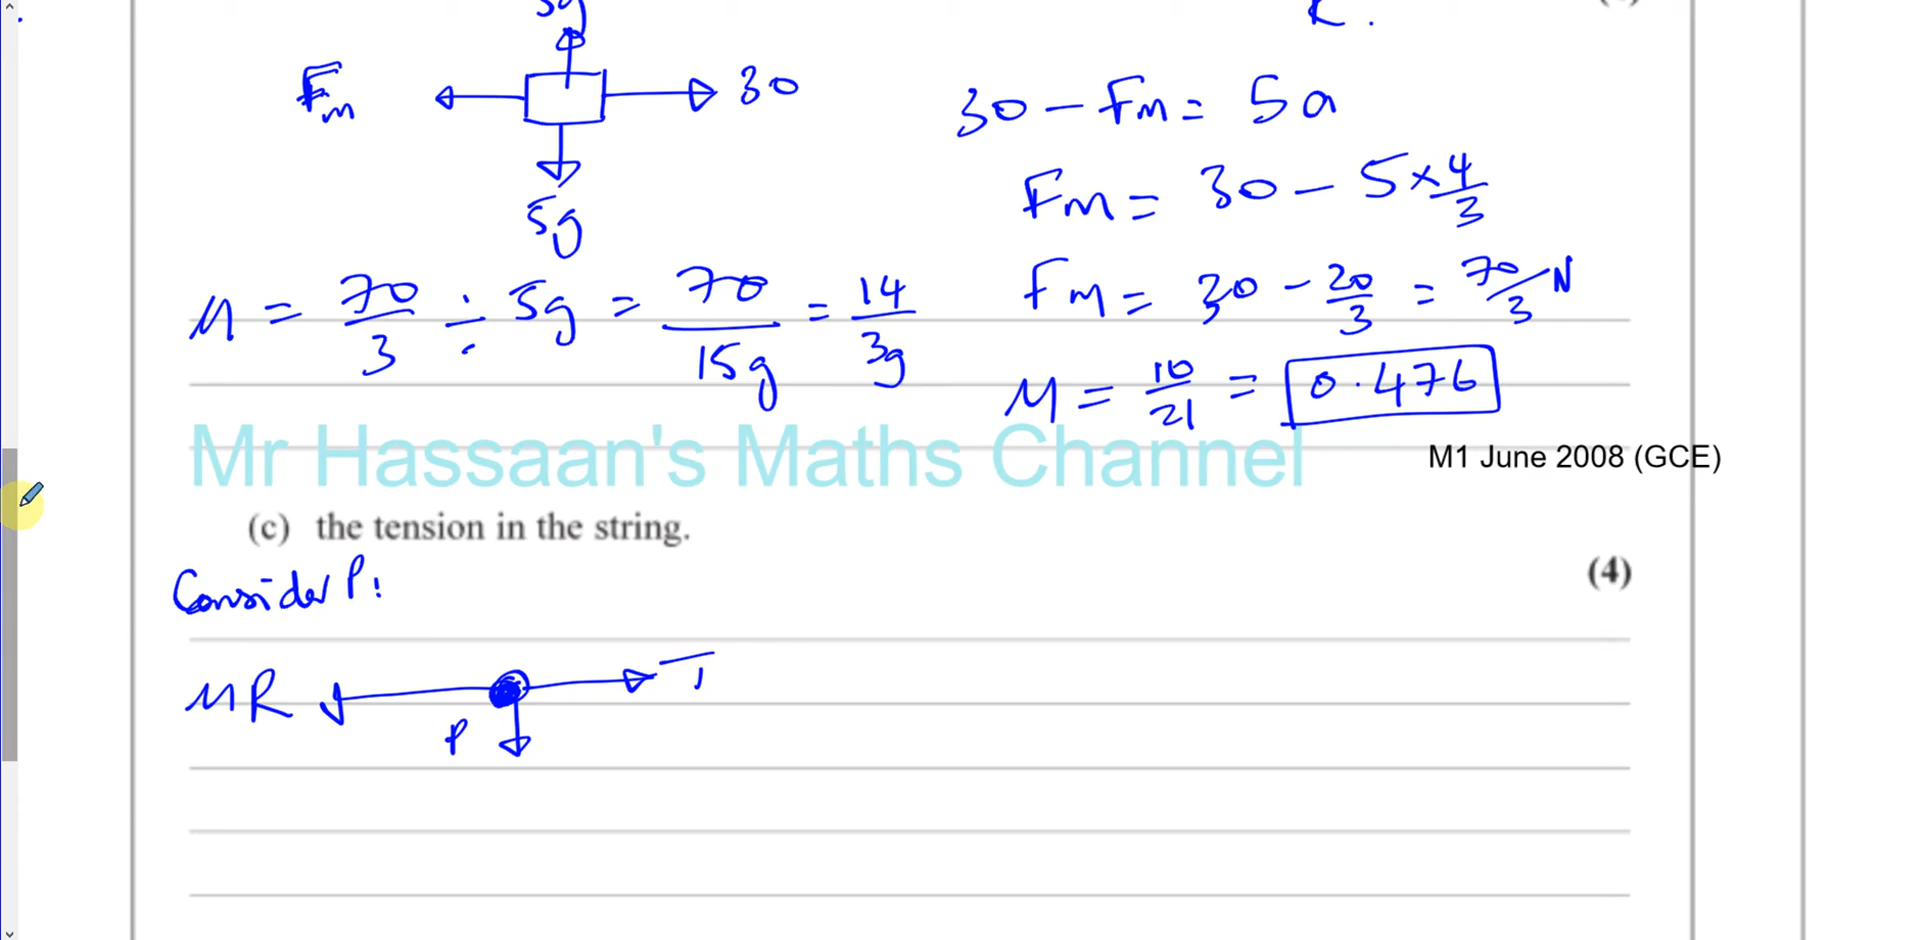 5g
R.
Fm 30
30 - Fm = 5a
5g
Fm = 30 - 5 × 4/3
μ = 70/3 ÷ 5g = 70/15g = 14/3g
Fm = 30 - 20/3 = 70/3 N
μ = 10/21 = 0.476
Mr Hassaan's Maths Channel
M1 June 2008 (GCE)
(c) the tension in the string.
(4)
Consider P:
μR T
P